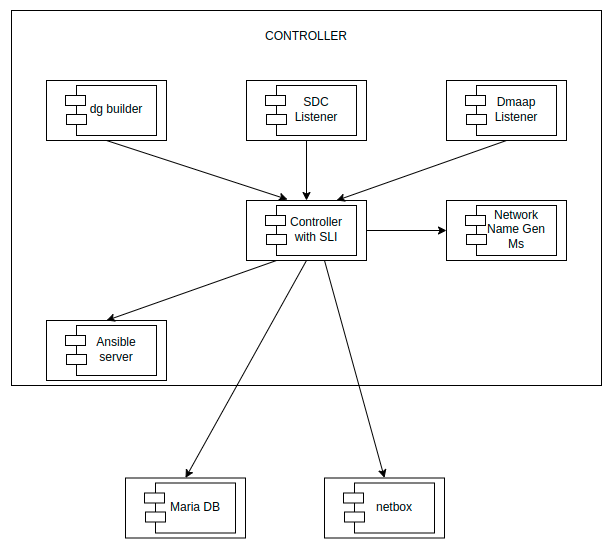 CONTROLLER
dg builder
SDC
Listener
Dmaap
Listener
Controller
with SLI
Network
Name Gen
Ms
Ansible
server
Maria DB
netbox